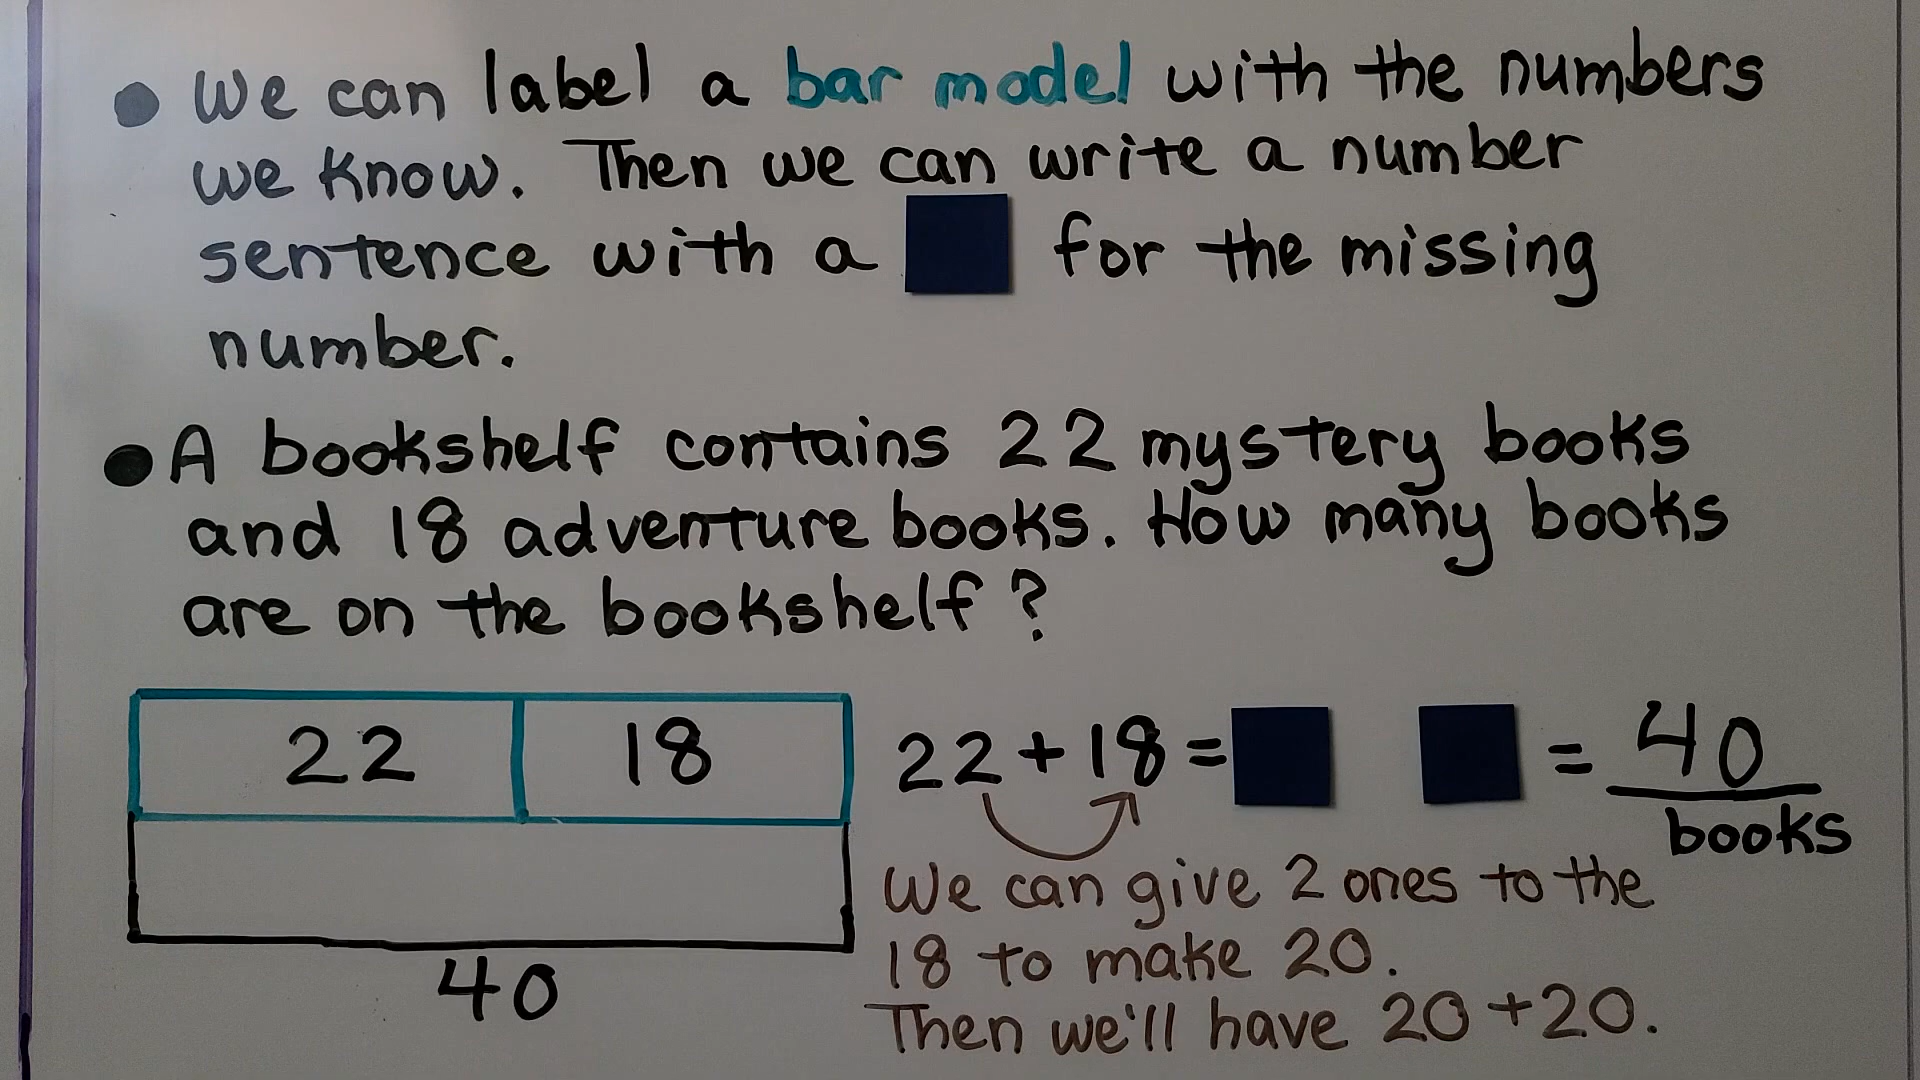 • We can label a bar model with the numbers
we know. Then we can write a number
sentence with a ■ for the missing
number.
• A bookshelf contains 22 mystery books
and 18 adventure books. How many books
are on the bookshelf?
22 18
40
22 + 18 = ■ ■ = 40
books
We can give 2 ones to the
18 to make 20.
Then we'll have 20 + 20.